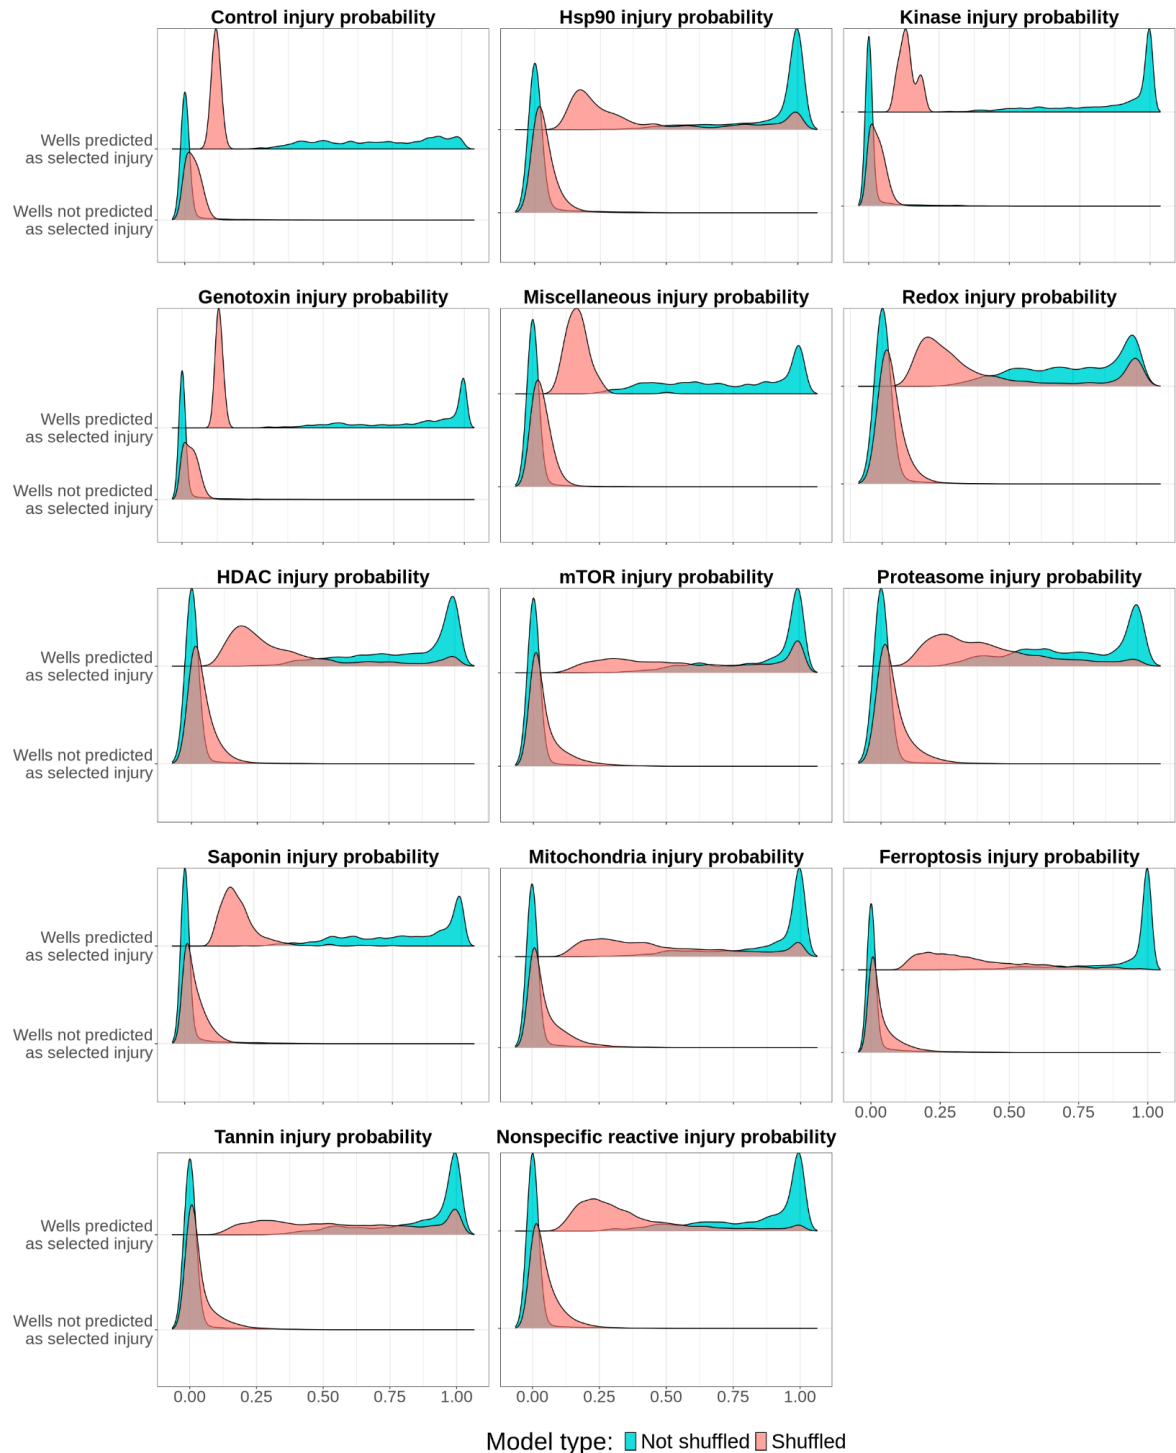 Control injury probability
Hsp90 injury probability
Kinase injury probability
Wells predicted
as selected injury
Wells not predicted
as selected injury
Genotoxin injury probability
Miscellaneous injury probability
Redox injury probability
Wells predicted
as selected injury
Wells not predicted
as selected injury
HDAC injury probability
mTOR injury probability
Proteasome injury probability
Wells predicted
as selected injury
Wells not predicted
as selected injury
Saponin injury probability
Mitochondria injury probability
Ferroptosis injury probability
Wells predicted
as selected injury
Wells not predicted
as selected injury
0.00 0.25 0.50 0.75 1.00
Tannin injury probability
Nonspecific reactive injury probability
Wells predicted
as selected injury
Wells not predicted
as selected injury
0.00 0.25 0.50 0.75 1.00
0.00 0.25 0.50 0.75 1.00
Model type: Not shuffled Shuffled